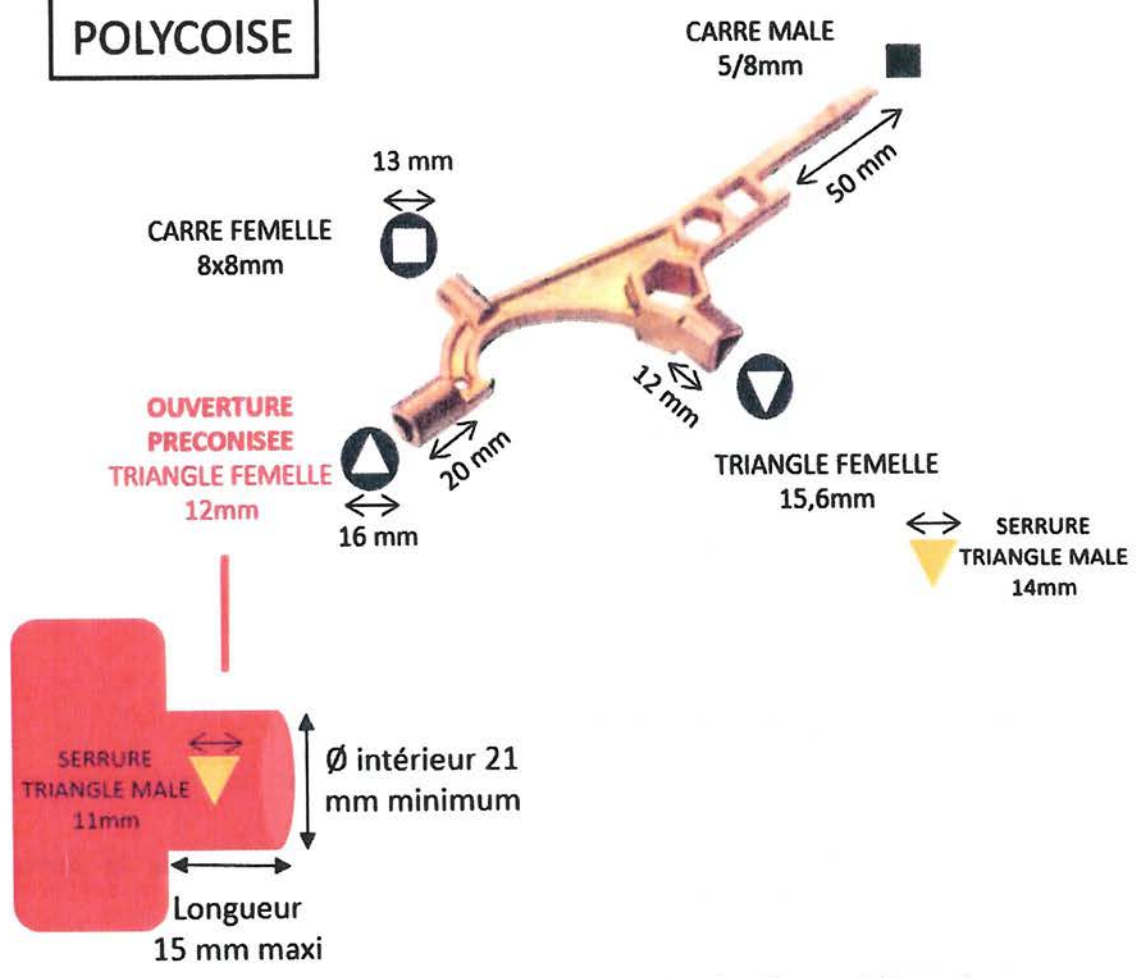 POLYCOISE
CARRE MALE
5/8mm
50 mm
13 mm
CARRE FEMELLE
8x8mm
12 mm
OUVERTURE
PRECONISEE
TRIANGLE FEMELLE
12mm
20 mm
16 mm
TRIANGLE FEMELLE
15,6mm
SERRURE
TRIANGLE MALE
14mm
SERRURE
TRIANGLE MALE
11mm
Ø intérieur 21
mm minimum
Longueur
15 mm maxi